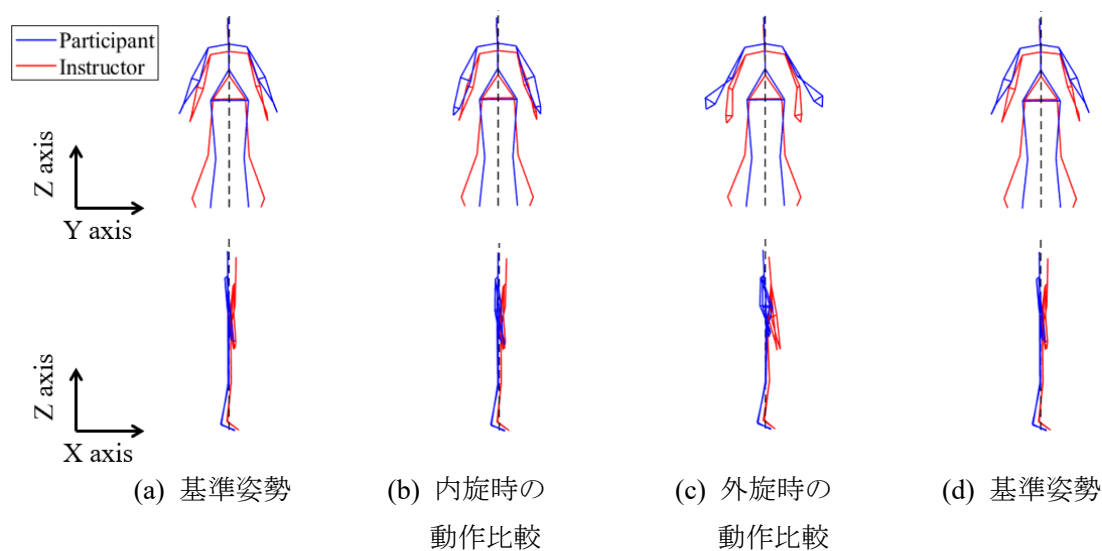 Participant
Instructor
Z axis
Y axis
Z axis
X axis
(a) 基準姿勢
(b) 内旋時の
動作比較
(c) 外旋時の
動作比較
(d) 基準姿勢